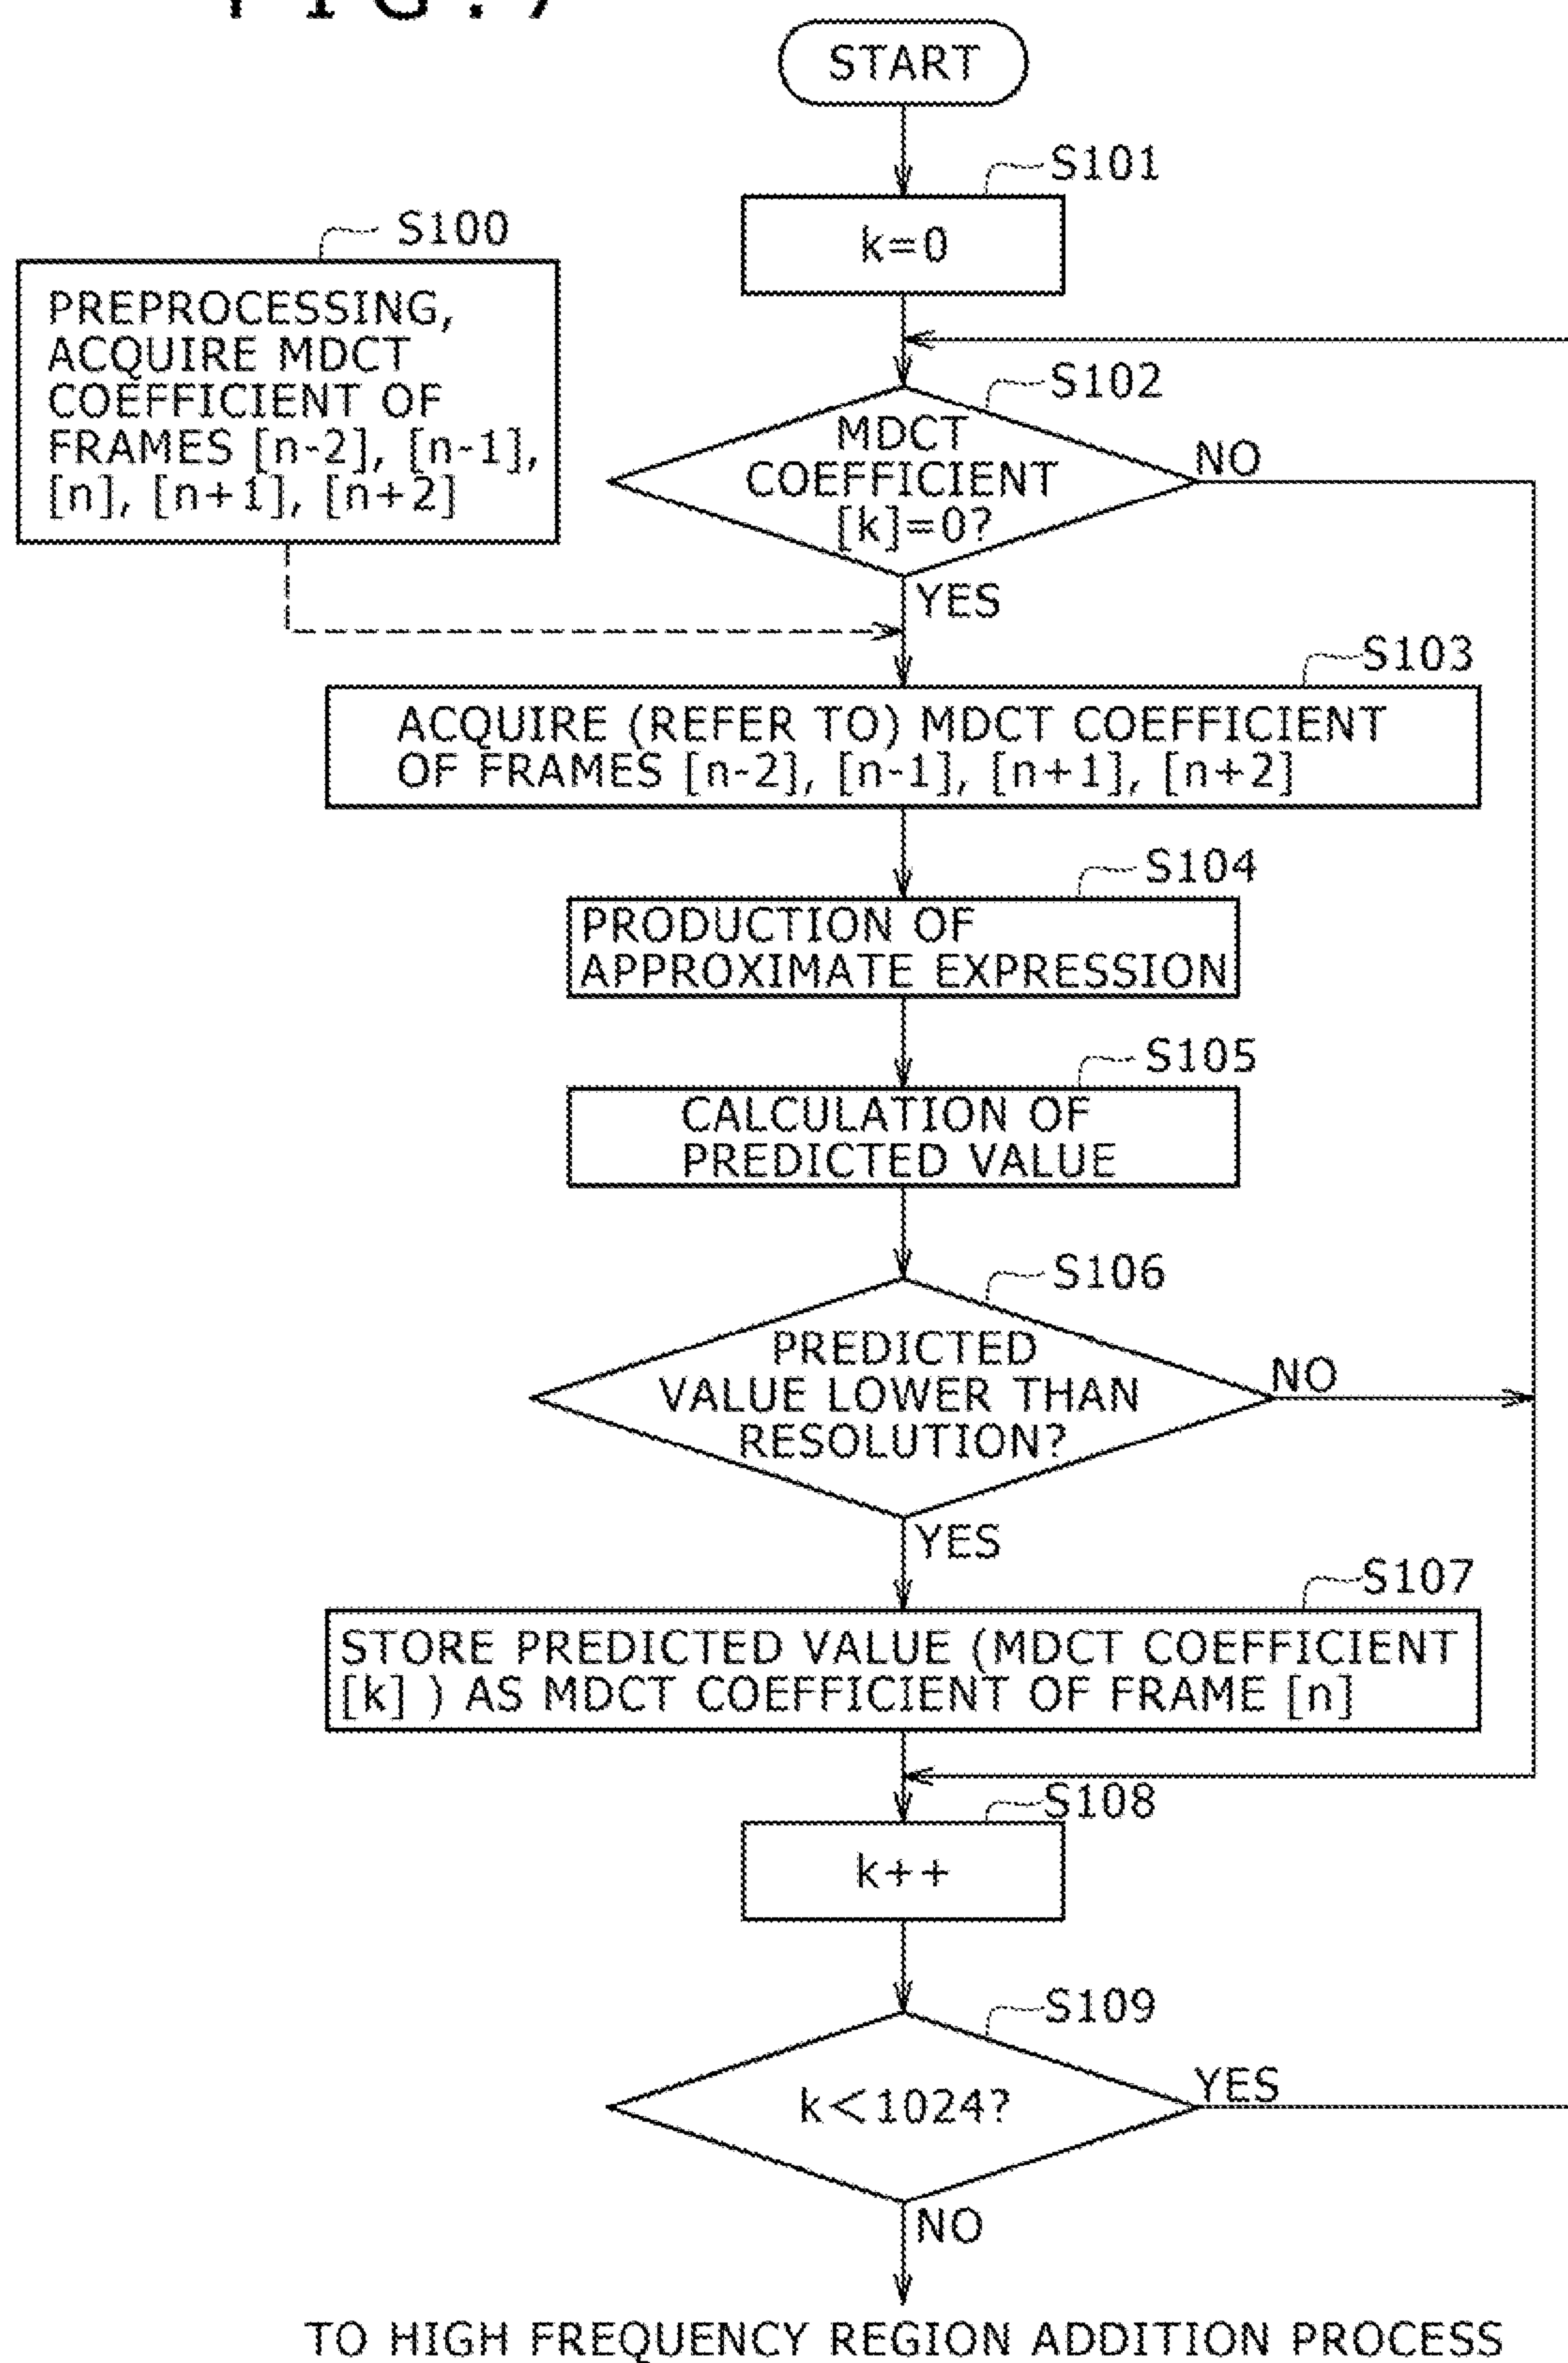 FIG.7
START
S101
k=0
S100
PREPROCESSING,
ACQUIRE MDCT
COEFFICIENT OF
FRAMES [n-2], [n-1],
[n], [n+1], [n+2]
S102
MDCT
COEFFICIENT
[k]=0?
NO
YES
S103
ACQUIRE (REFER TO) MDCT COEFFICIENT
OF FRAMES [n-2], [n-1], [n+1], [n+2]
S104
PRODUCTION OF
APPROXIMATE EXPRESSION
S105
CALCULATION OF
PREDICTED VALUE
S106
PREDICTED
VALUE LOWER THAN
RESOLUTION?
NO
YES
S107
STORE PREDICTED VALUE (MDCT COEFFICIENT
[k] ) AS MDCT COEFFICIENT OF FRAME [n]
S108
k++
S109
k<1024?
YES
NO
TO HIGH FREQUENCY REGION ADDITION PROCESS